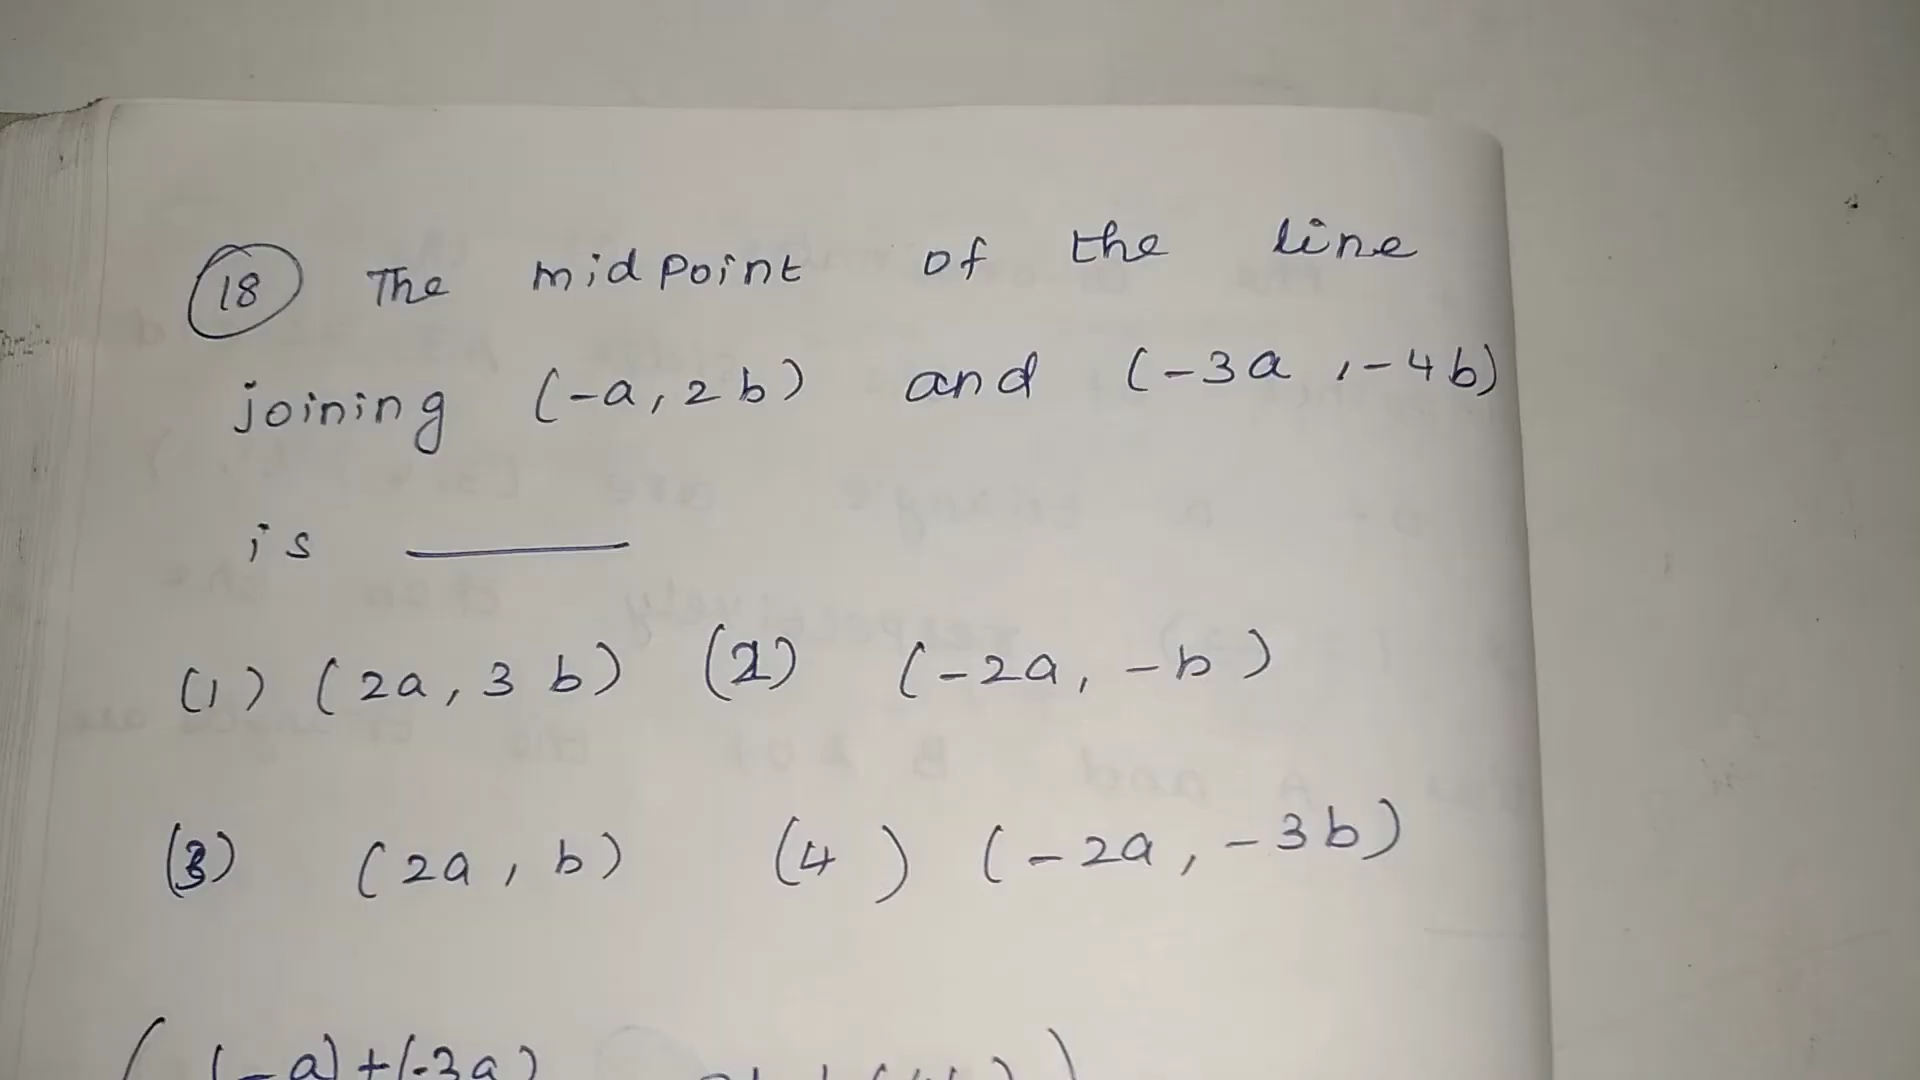 18 The midpoint of the line
joining (-a, 2b) and (-3a, -4b)
is ______
(1) (2a, 3b) (2) (-2a, -b)
(3) (2a, b) (4) (-2a, -3b)
(-a)+(-3a)